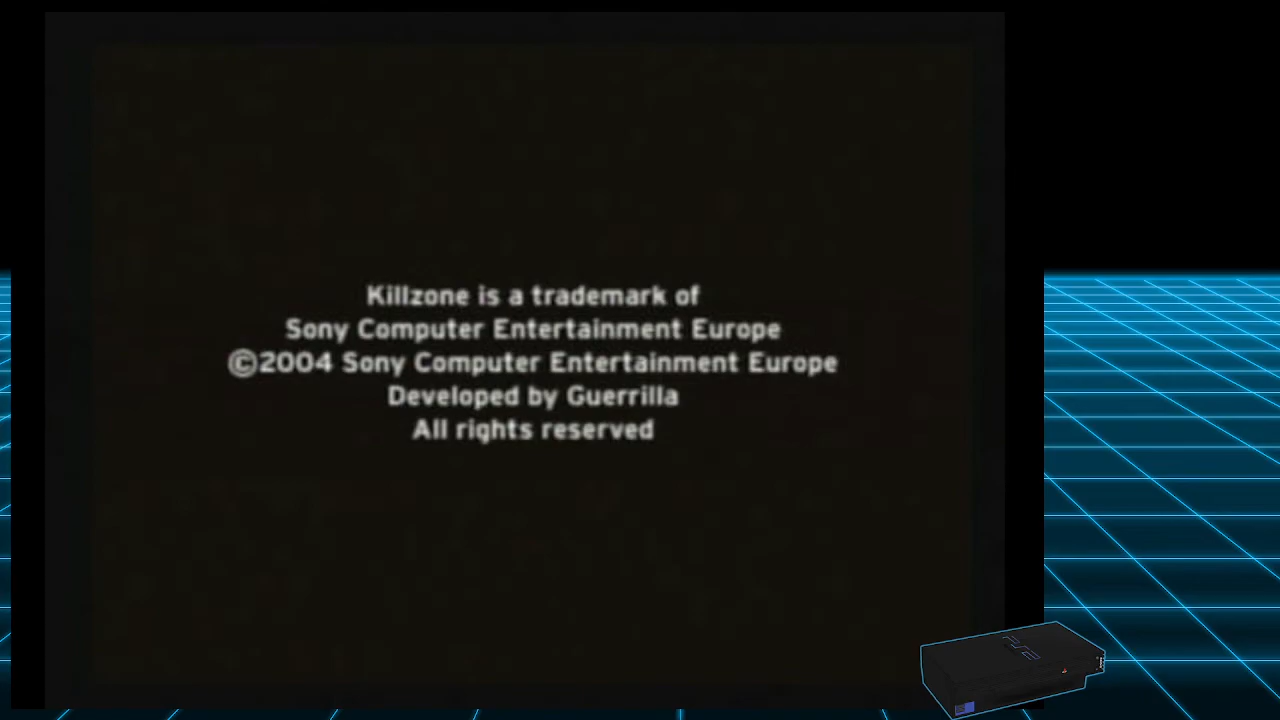 Killzone is a trademark of
Sony Computer Entertainment Europe
©2004 Sony Computer Entertainment Europe
Developed by Guerrilla
All rights reserved
PS2